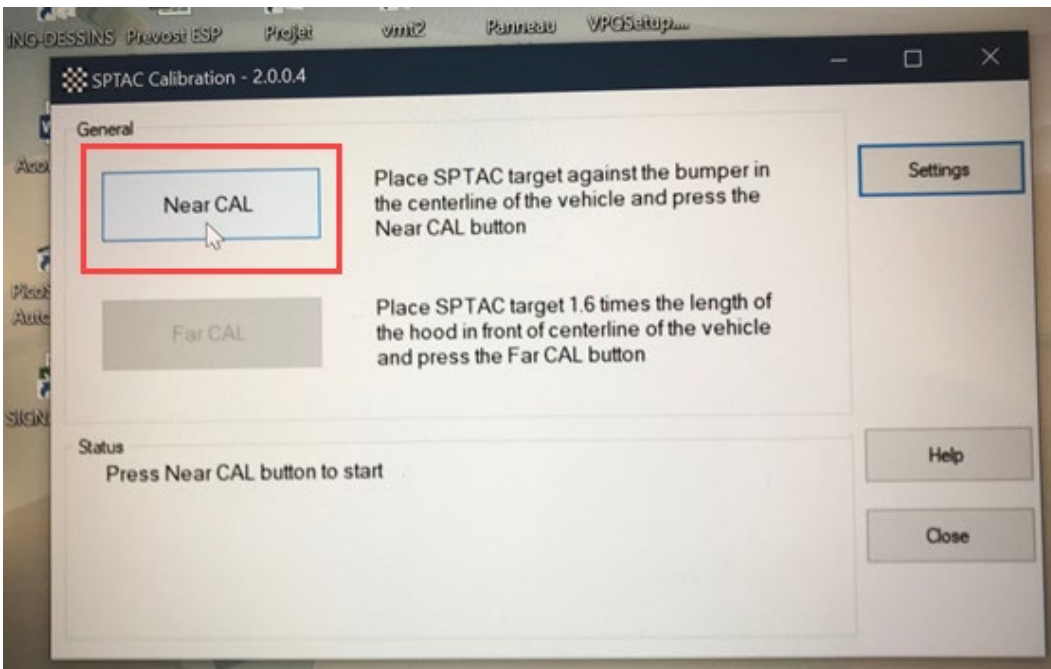 ING-DESSINS Prevost ESP Projet vmt2 Panneau VPGSetup....
SPTAC Calibration - 2.0.0.4
General
Near CAL
Place SPTAC target against the bumper in
the centerline of the vehicle and press the
Near CAL button
Settings
Far CAL
Place SPTAC target 1.6 times the length of
the hood in front of centerline of the vehicle
and press the Far CAL button
Status
Press Near CAL button to start
Help
Close